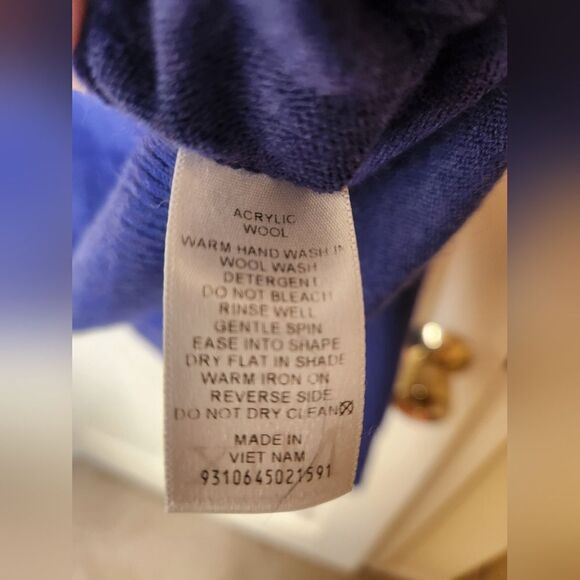 ACRYLIC
WOOL
WARM HAND WASH IN
WOOL WASH
DETERGENT
DO NOT BLEACH
RINSE WELL
GENTLE SPIN
EASE INTO SHAPE
DRY FLAT IN SHADE
WARM IRON ON
REVERSE SIDE
DO NOT DRY CLEAN
MADE IN
VIET NAM
9310645021591